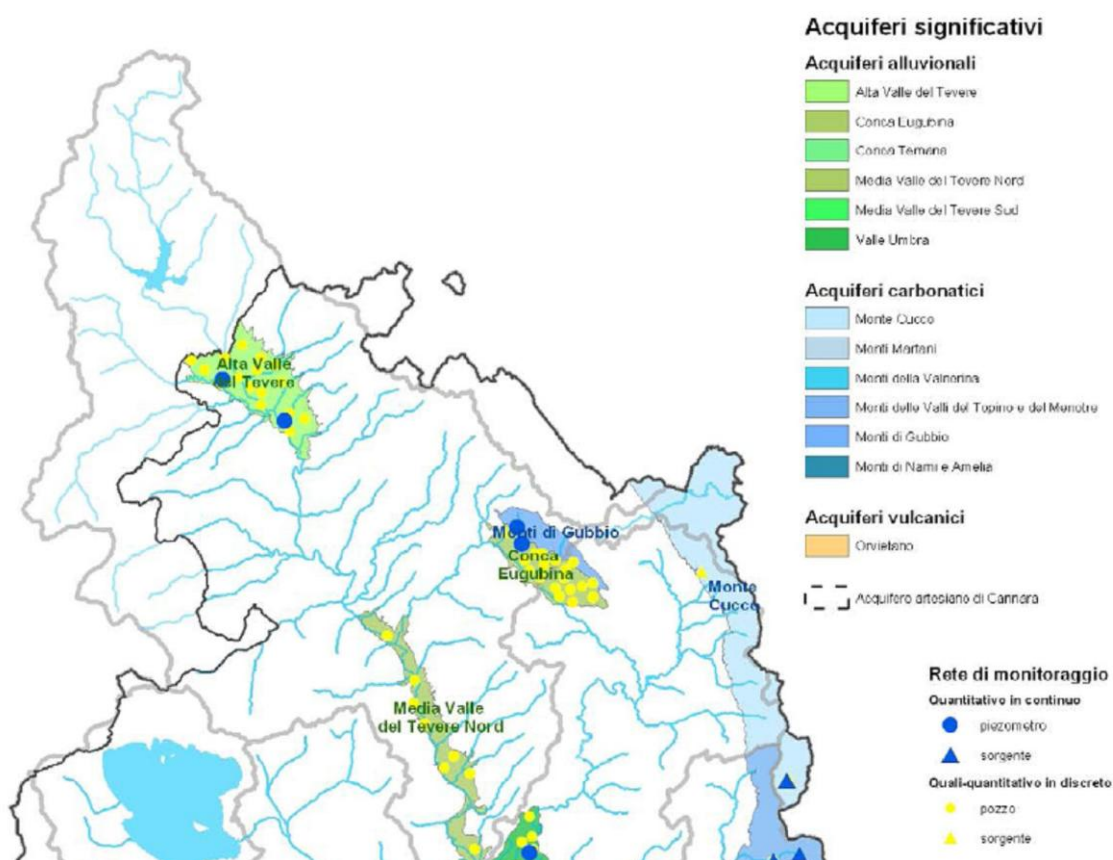 Acquiferi significativi
Acquiferi alluvionali
Alta Valle del Tevere
Conca Eugubina
Conca Ternana
Media Valle del Tevere Nord
Media Valle del Tevere Sud
Valle Umbra
Acquiferi carbonatici
Monte Cucco
Monti Martani
Monti della Valnerina
Monti delle Valli del Topino e del Menotre
Monti di Gubbio
Monti di Narni e Amelia
Acquiferi vulcanici
Orvietano
Acquifero artesiano di Cannara
Rete di monitoraggio
Quantitativo in continuo
piezometro
sorgente
Quali-quantitativo in discreto
pozzo
sorgente
Alta Valle
del Tevere
Monti di Gubbio
Conca
Eugubina
Monte
Cucco
Media Valle
del Tevere Nord